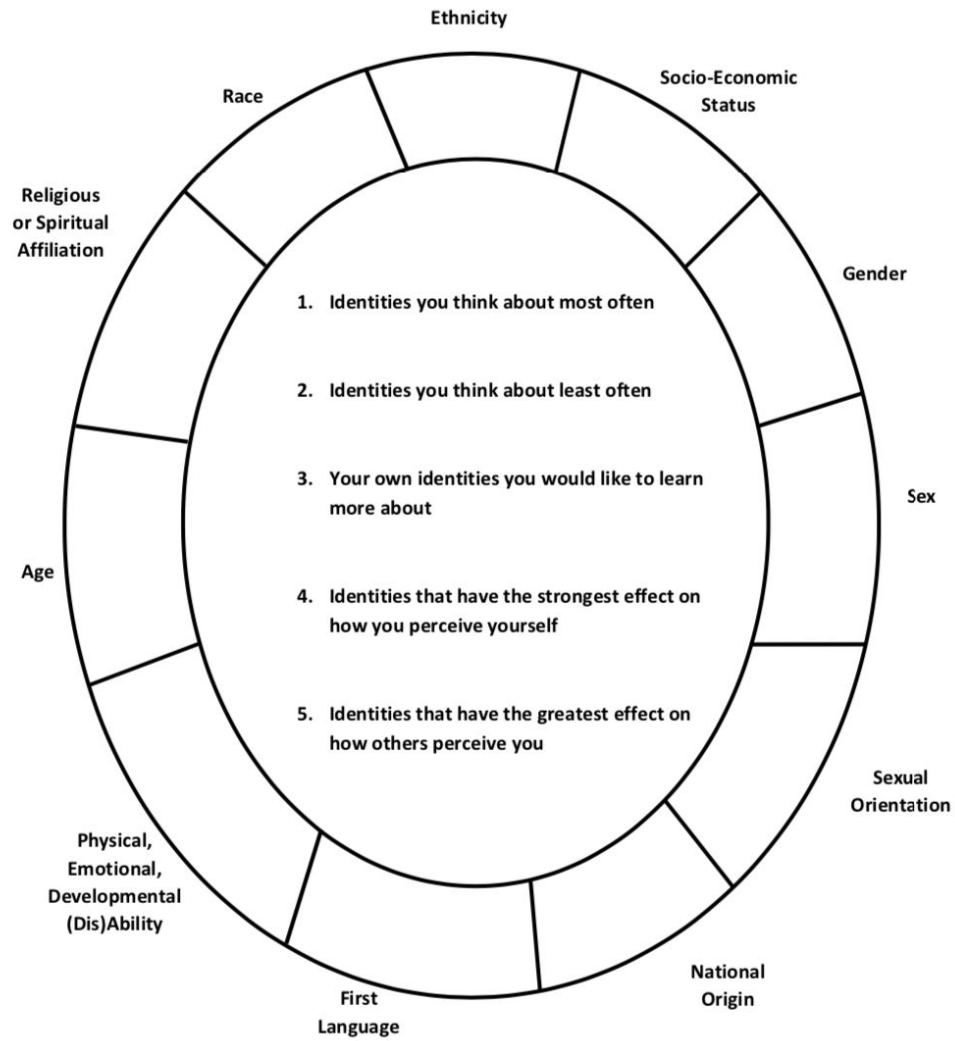 Ethnicity
Socio-Economic
Status
Race
Religious
or Spiritual
Affiliation
Gender
1. Identities you think about most often
2. Identities you think about least often
3. Your own identities you would like to learn
more about
Sex
Age
4. Identities that have the strongest effect on
how you perceive yourself
5. Identities that have the greatest effect on
how others perceive you
Sexual
Orientation
Physical,
Emotional,
Developmental
(Dis)Ability
National
Origin
First
Language